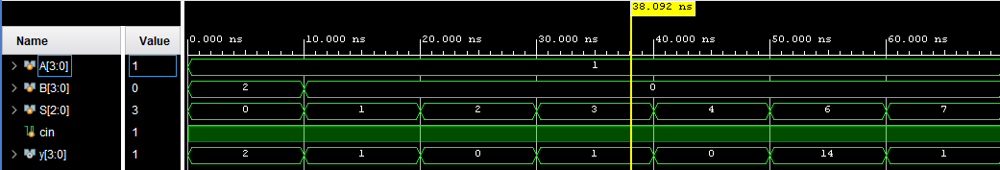 38.092 ns
Name Value 0.000 ns 10.000 ns 20.000 ns 30.000 ns 40.000 ns 50.000 ns 60.000 ns
A[3:0] 1 1
B[3:0] 0 2 0
S[2:0] 3 0 1 2 3 4 6 7
cin 1
y[3:0] 1 2 1 0 1 0 14 1